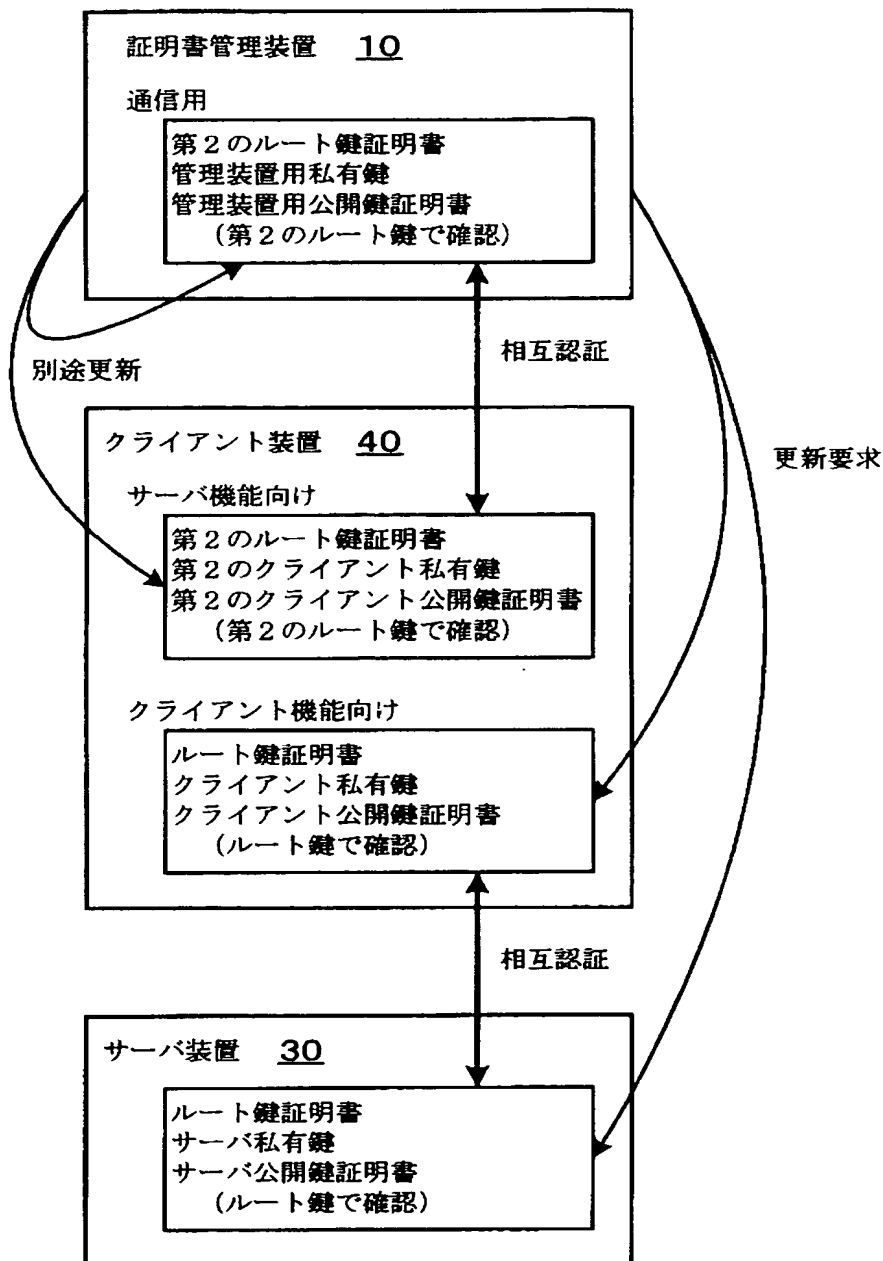 証明書管理装置 10
通信用
第2のルート鍵証明書
管理装置用私有鍵
管理装置用公開鍵証明書
(第2のルート鍵で確認)
相互認証
別途更新
クライアント装置 40
更新要求
サーバ機能向け
第2のルート鍵証明書
第2のクライアント私有鍵
第2のクライアント公開鍵証明書
(第2のルート鍵で確認)
クライアント機能向け
ルート鍵証明書
クライアント私有鍵
クライアント公開鍵証明書
(ルート鍵で確認)
相互認証
サーバ装置 30
ルート鍵証明書
サーバ私有鍵
サーバ公開鍵証明書
(ルート鍵で確認)